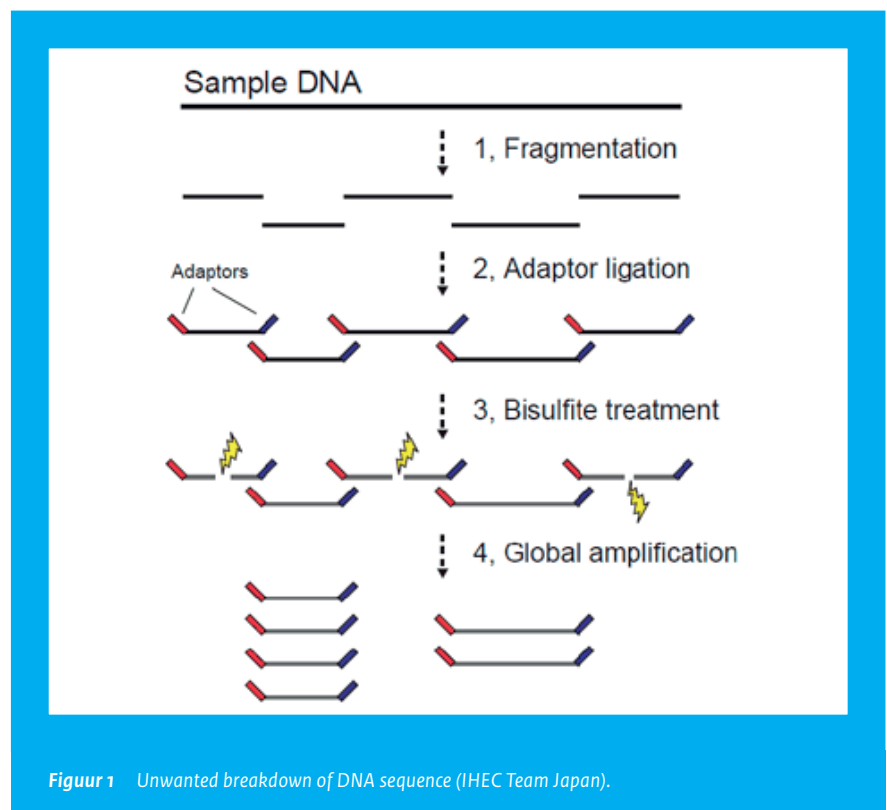 Sample DNA
1, Fragmentation
2, Adaptor ligation
Adaptors
3, Bisulfite treatment
4, Global amplification
Figuur 1 Unwanted breakdown of DNA sequence (IHEC Team Japan).